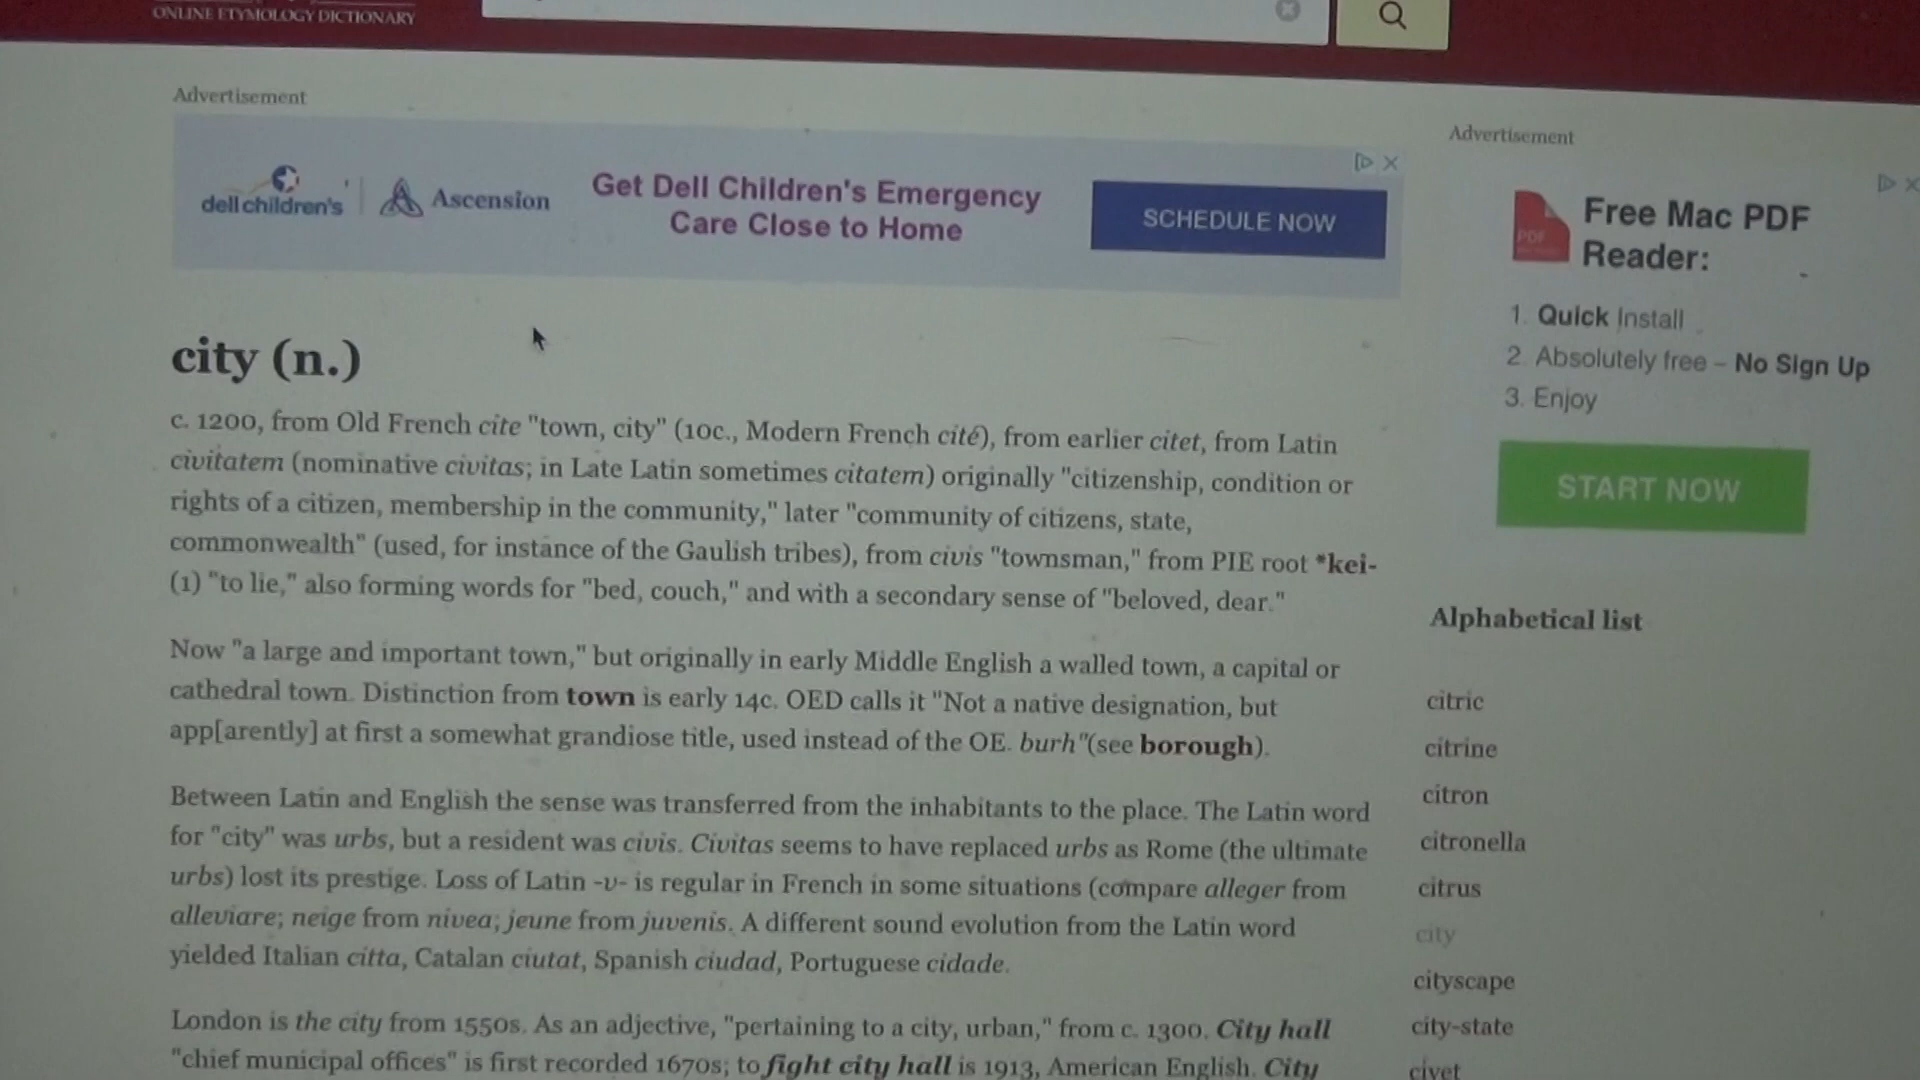 ONLINE ETYMOLOGY DICTIONARY
Advertisement
dell children's
Ascension
Get Dell Children's Emergency
Care Close to Home
SCHEDULE NOW
city (n.)
c. 1200, from Old French cite "town, city" (10c., Modern French cité), from earlier citet, from Latin
civitatem (nominative civitas; in Late Latin sometimes citatem) originally "citizenship, condition or
rights of a citizen, membership in the community," later "community of citizens, state,
commonwealth" (used, for instance of the Gaulish tribes), from civis "townsman," from PIE root *kei-
(1) "to lie," also forming words for "bed, couch," and with a secondary sense of "beloved, dear."
Now "a large and important town," but originally in early Middle English a walled town, a capital or
cathedral town. Distinction from town is early 14c. OED calls it "Not a native designation, but
app[arently] at first a somewhat grandiose title, used instead of the OE. burh"(see borough).
Between Latin and English the sense was transferred from the inhabitants to the place. The Latin word
for "city" was urbs, but a resident was civis. Civitas seems to have replaced urbs as Rome (the ultimate
urbs) lost its prestige. Loss of Latin -v- is regular in French in some situations (compare alleger from
alleviare; neige from nivea; jeune from juvenis. A different sound evolution from the Latin word
yielded Italian citta, Catalan ciutat, Spanish ciudad, Portuguese cidade.
London is the city from 1550s. As an adjective, "pertaining to a city, urban," from c. 1300. City hall
"chief municipal offices" is first recorded 1670s; to fight city hall is 1913, American English. City
Advertisement
PDF
Free Mac PDF
Reader:
1. Quick Install
2. Absolutely free – No Sign Up
3. Enjoy
START NOW
Alphabetical list
citric
citrine
citron
citronella
citrus
city
cityscape
city-state
civet